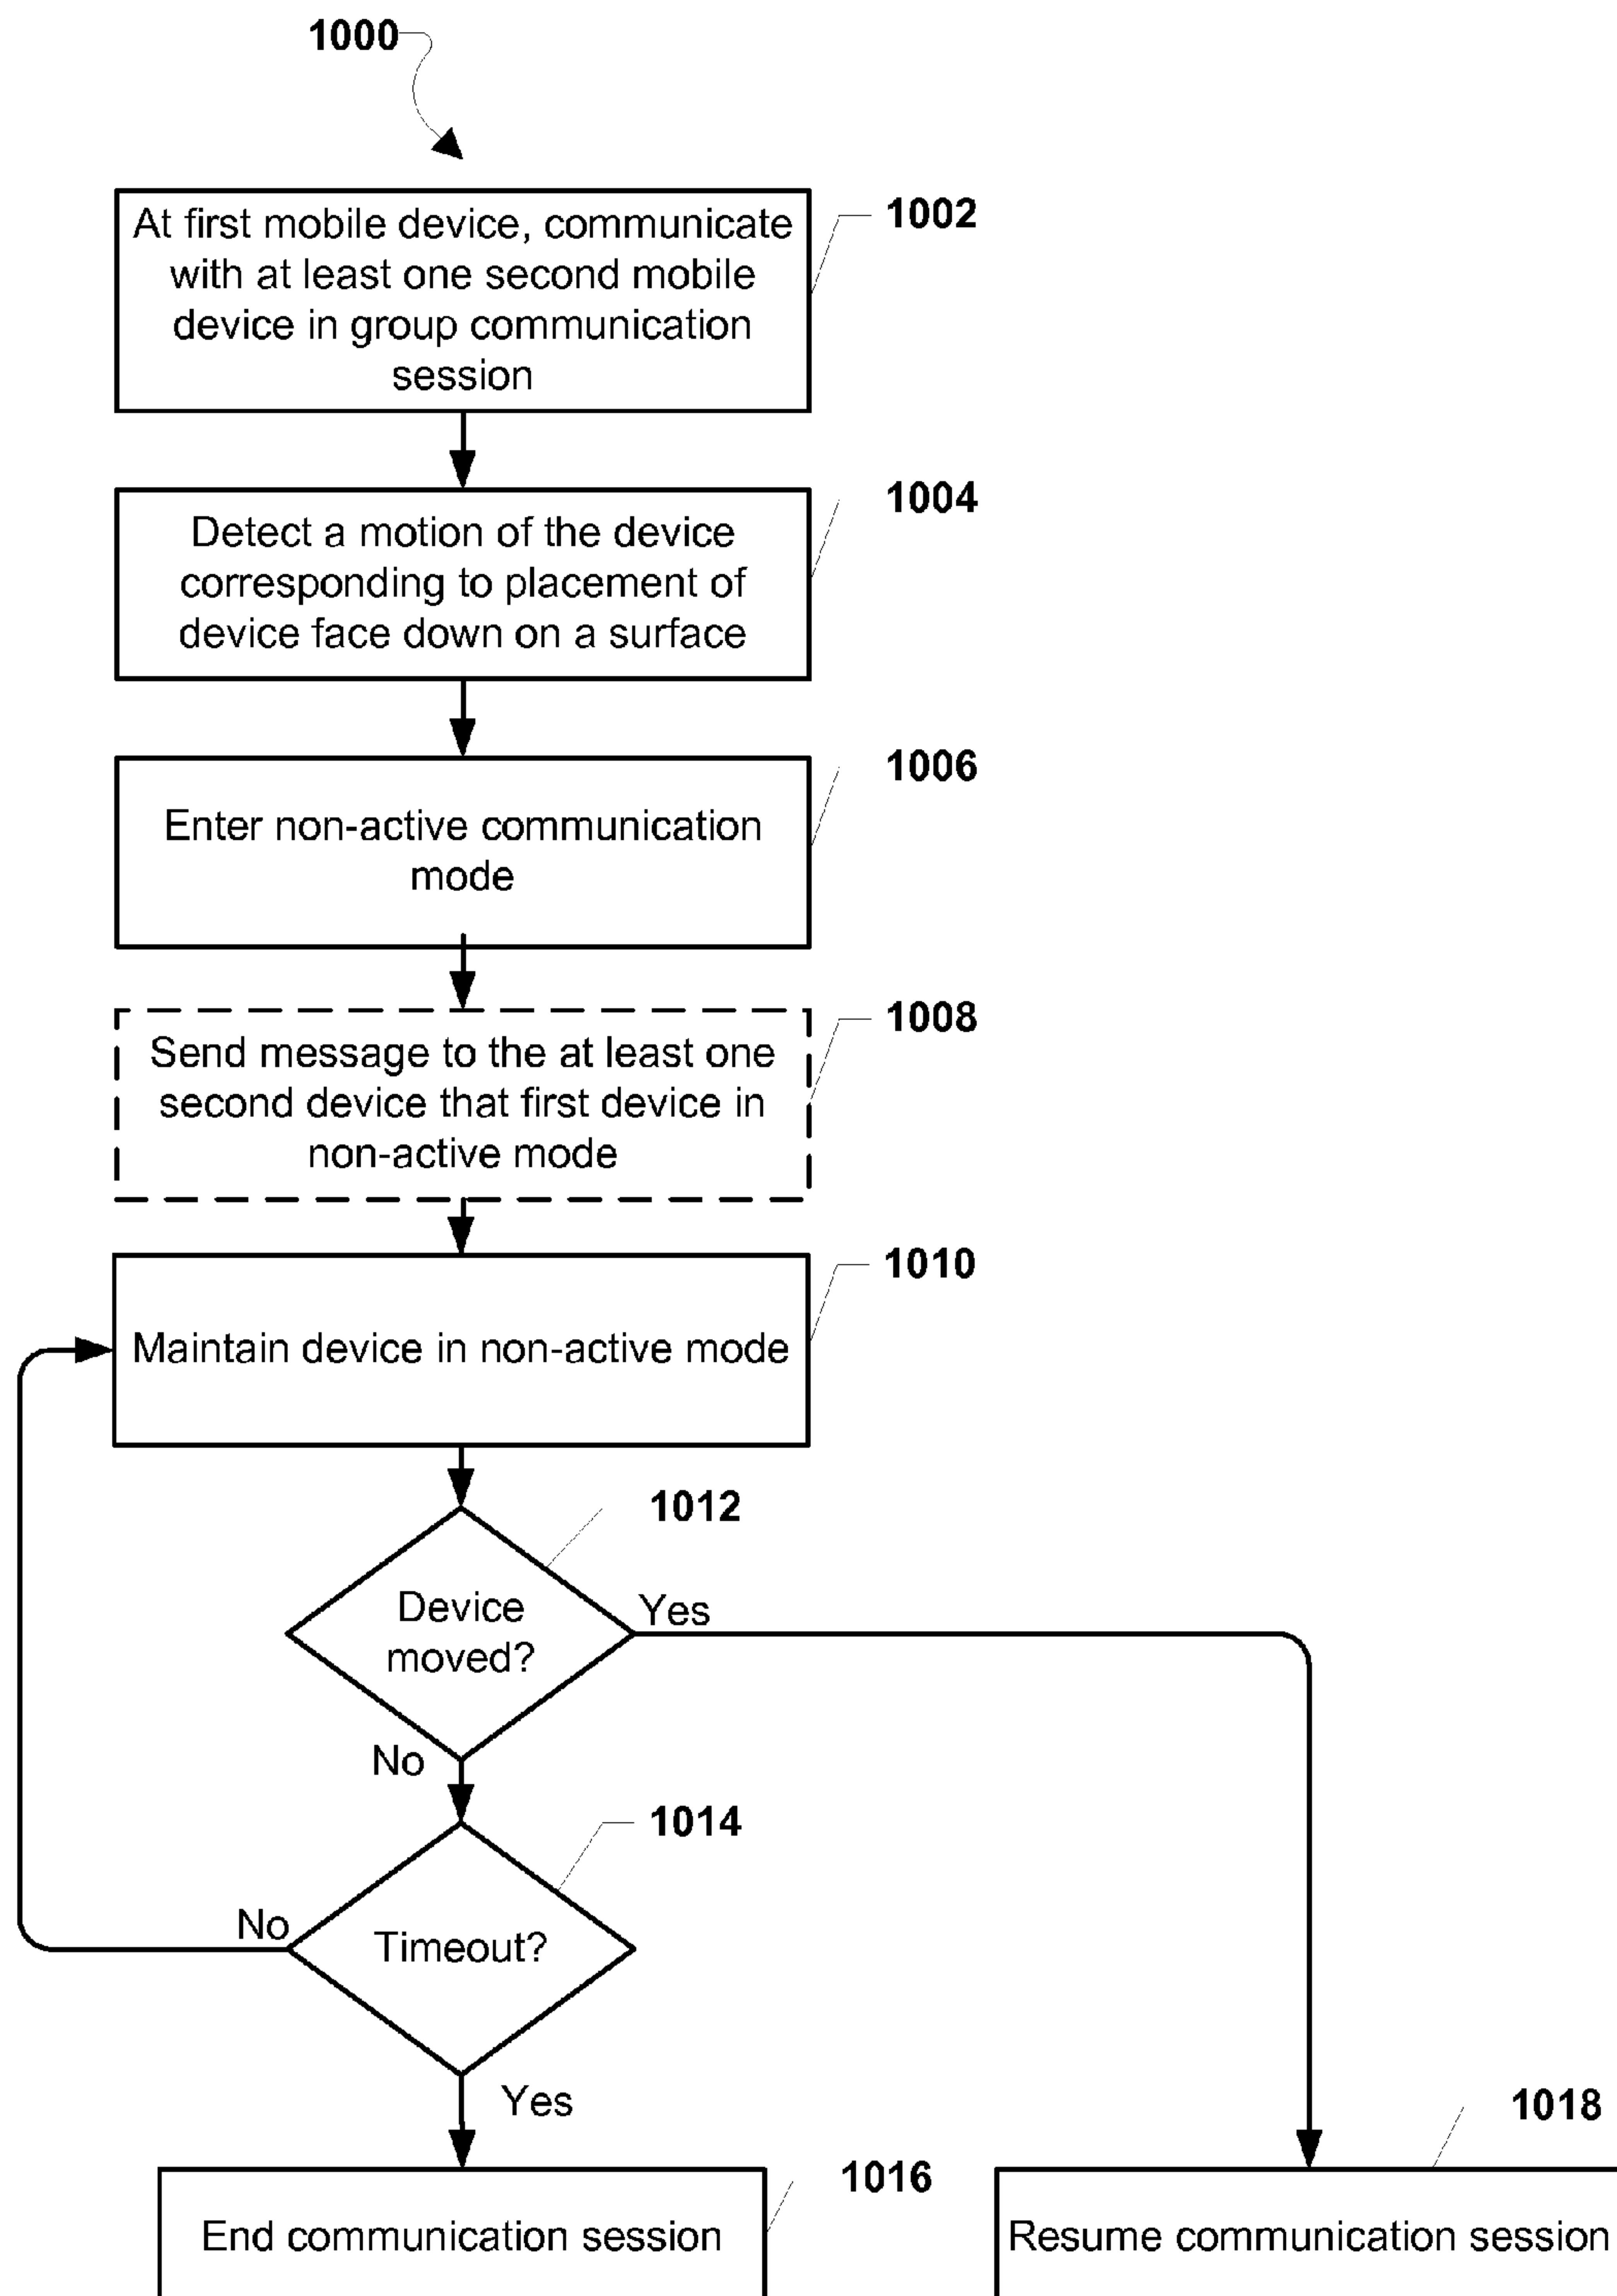 1000
At first mobile device, communicate
with at least one second mobile
device in group communication
session
1002
Detect a motion of the device
corresponding to placement of
device face down on a surface
1004
Enter non-active communication
mode
1006
Send message to the at least one
second device that first device in
non-active mode
1008
Maintain device in non-active mode
1010
Device
moved?
1012
Yes
No
Timeout?
1014
No
Yes
End communication session
1016
Resume communication session
1018